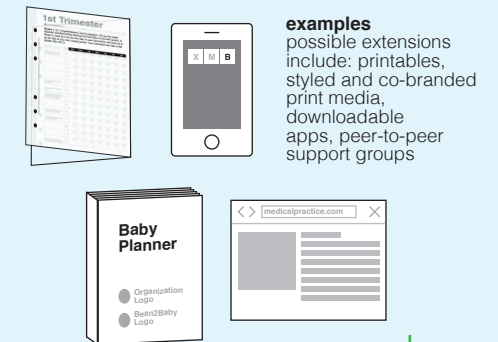 1st Trimester
X M B
examples
possible extensions
include: printables,
styled and co-branded
print media,
downloadable
apps, peer-to-peer
support groups
Baby
Planner
Organization
Logo
Bean2Baby
Logo
medicalpractice.com